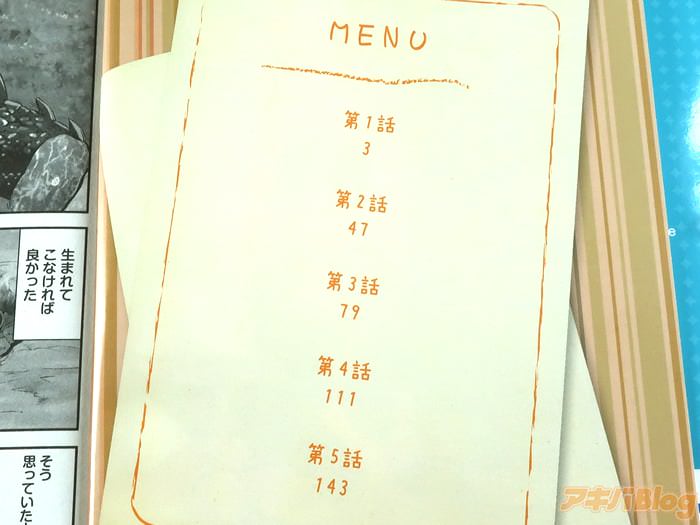 MENU
第1話
3
第2話
47
第3話
79
第4話
111
第5話
143
生まれて
こなければ
良かった
そう
思っていた
e
アキバBlog